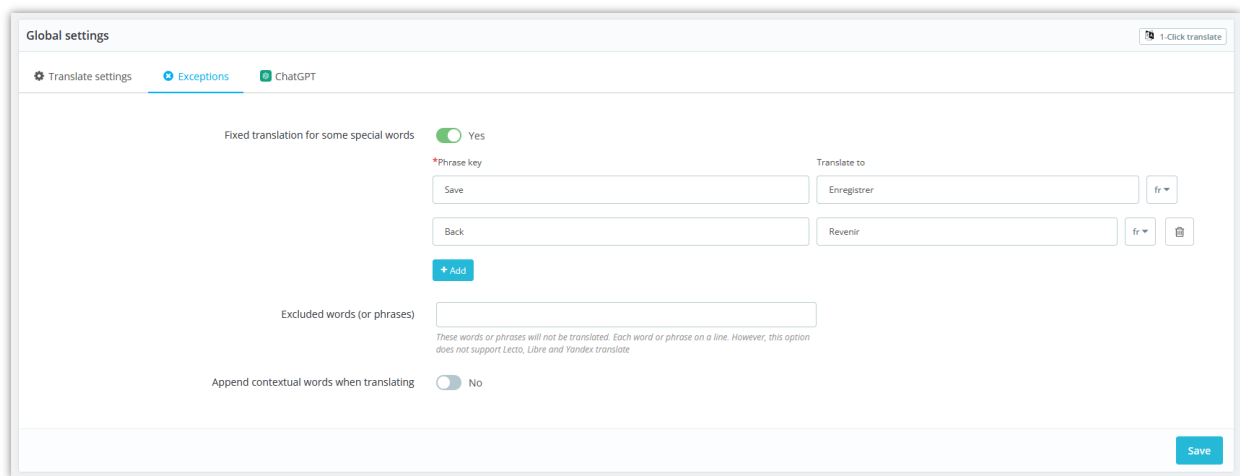 Global settings
1-Click translate
Translate settings
Exceptions
ChatGPT
Fixed translation for some special words
Yes
*Phrase key
Translate to
Save
Enregistrer
fr
Back
Revenir
fr
+ Add
Excluded words (or phrases)
These words or phrases will not be translated. Each word or phrase on a line. However, this option
does not support Lecto, Libre and Yandex translate
Append contextual words when translating
No
Save